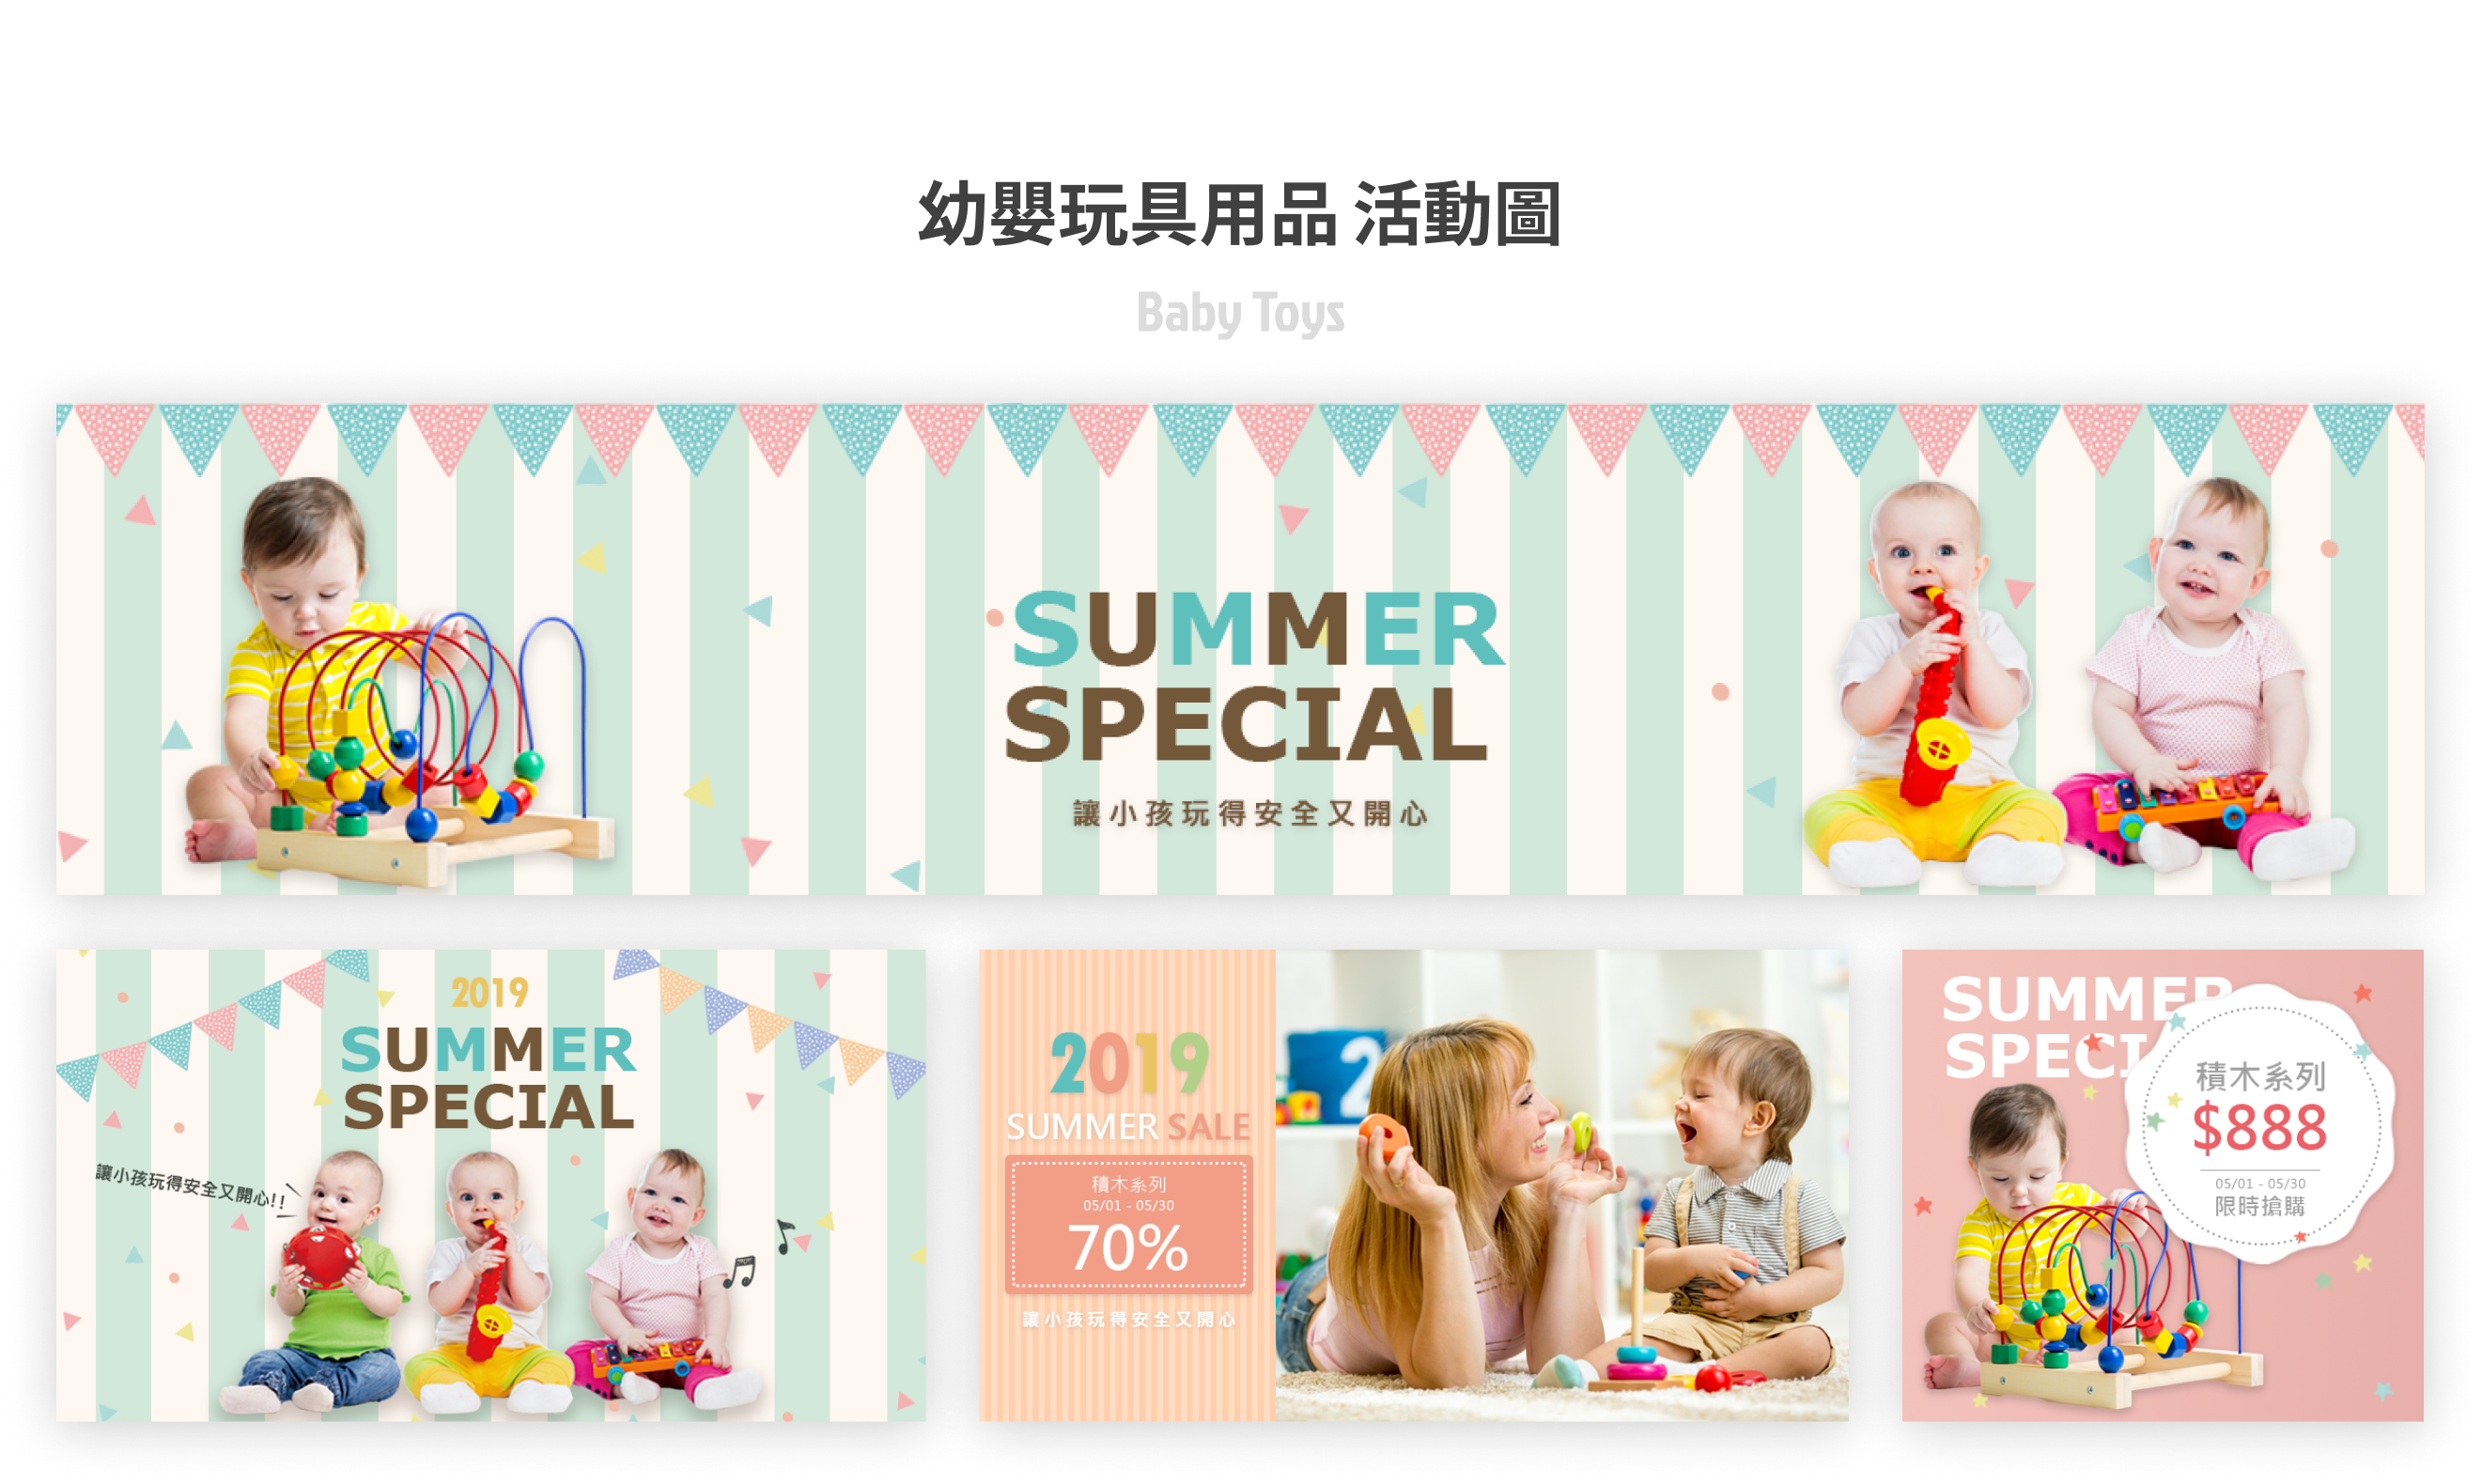 幼嬰玩具用品 活動圖
Baby Toys
SUMMER
SPECIAL
讓小孩玩得安全又開心
2019
SUMMER
SPECIAL
讓小孩玩得安全又開心!!
2019
SUMMER SALE
積木系列
05/01 - 05/30
70%
讓小孩玩得安全又開心
2
SUMMER
SPECI
積木系列
$888
05/01 - 05/30
限時搶購